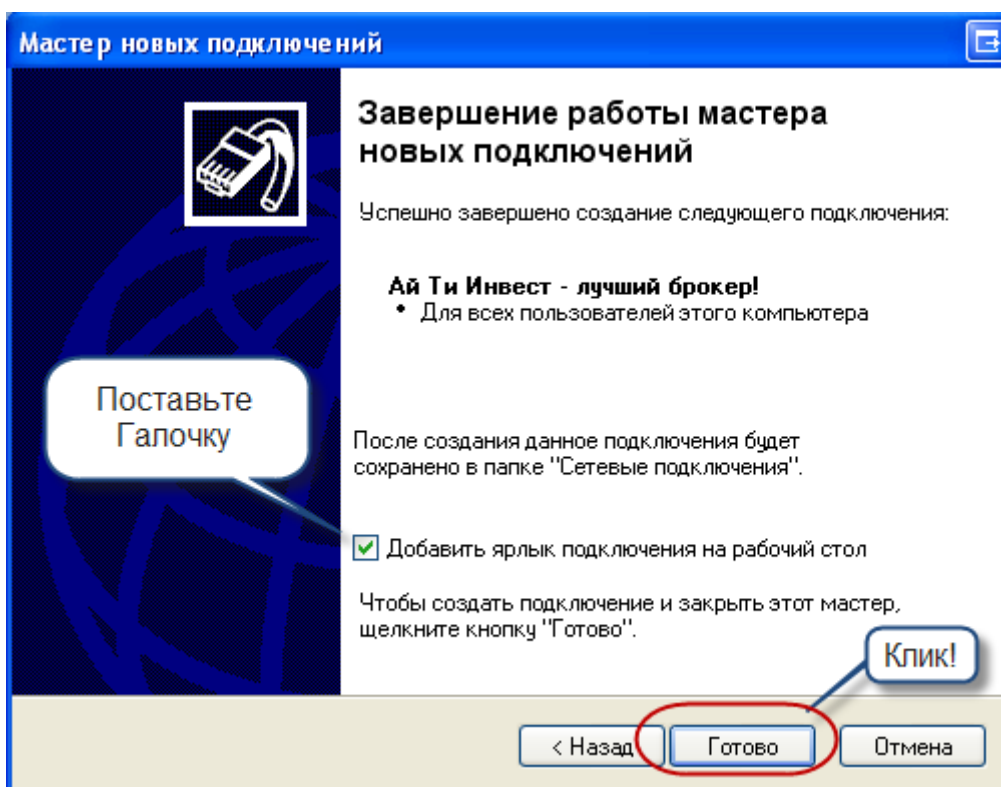 Мастер новых подключений
Завершение работы мастера
новых подключений
Успешно завершено создание следующего подключения:
Ай Ти Инвест - лучший брокер!
• Для всех пользователей этого компьютера
Поставьте
Галочку
После создания данное подключения будет
сохранено в папке "Сетевые подключения".
Добавить ярлык подключения на рабочий стол
Чтобы создать подключение и закрыть этот мастер,
щелкните кнопку "Готово".
Клик!
< Назад
Готово
Отмена